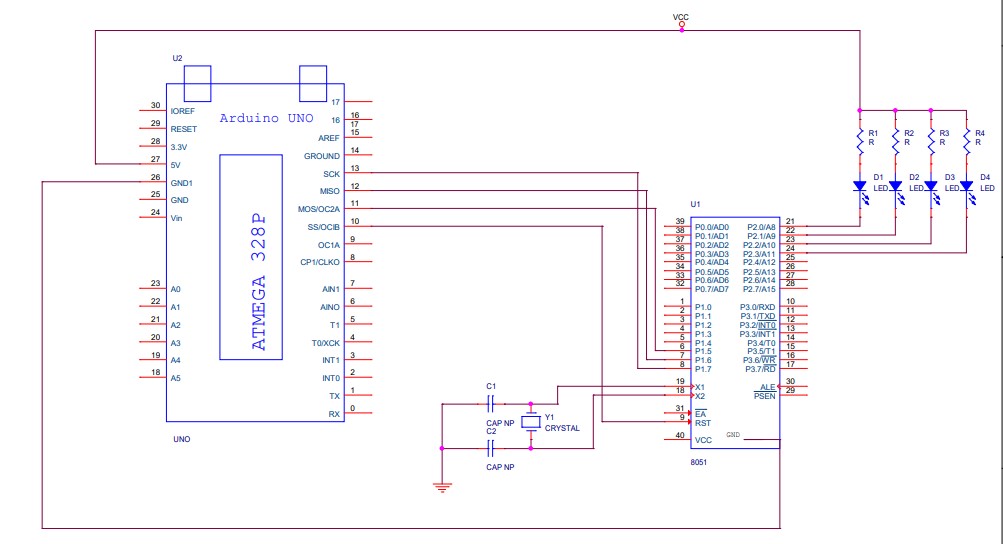 VCC
U2
Arduino UNO
ATMEGA 328P
30 IOREF
29 RESET
28 3.3V
27 5V
26 GND1
25 GND
24 Vin
23 A0
22 A1
21 A2
20 A3
19 A4
18 A5
17
16 16
17
AREF 15
GROUND 14
SCK 13
MISO 12
MOS/OC2A 11
SS/OCIB 10
OC1A 9
CP1/CLKO 8
AIN1 7
AINO 6
T1 5
T0/XCK 4
INT1 3
INT0 2
TX 1
RX 0
UNO
R1 R2 R3 R4
R R R R
D1 D2 D3 D4
LED LED LED LED
U1
39 P0.0/AD0 P2.0/A8 21
38 P0.1/AD1 P2.1/A9 22
37 P0.2/AD2 P2.2/A10 23
36 P0.3/AD3 P2.3/A11 24
35 P0.4/AD4 P2.4/A12 25
34 P0.5/AD5 P2.5/A13 26
33 P0.6/AD6 P2.6/A14 27
32 P0.7/AD7 P2.7/A15 28
1 P1.0 P3.0/RXD 10
2 P1.1 P3.1/TXD 11
3 P1.2 P3.2/INT0 12
4 P1.3 P3.3/INT1 13
5 P1.4 P3.4/T0 14
6 P1.5 P3.5/T1 15
7 P1.6 P3.6/WR 16
8 P1.7 P3.7/RD 17
19 X1 ALE 30
18 X2 PSEN 29
31 EA
9 RST
40 VCC GND
8051
C1
CAP NP
C2
CAP NP
Y1
CRYSTAL